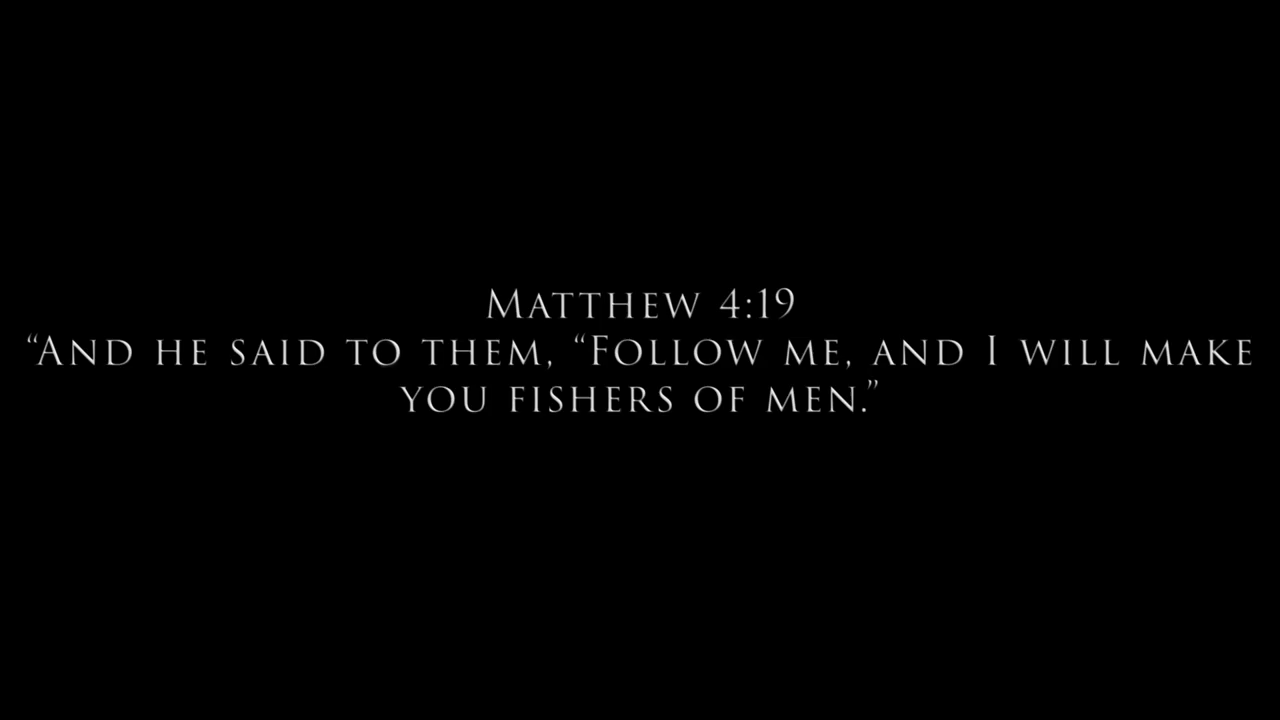 Matthew 4:19
“And he said to them, “Follow me, and I will make
you fishers of men.”